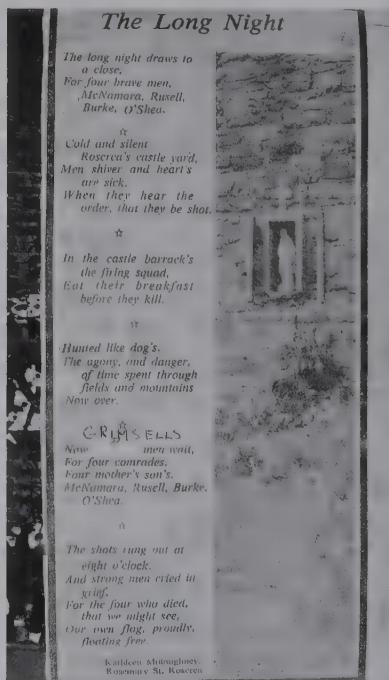 The Long Night
The long night draws to
a close,
For four brave men,
McNamara, Rusell,
Burke, O'Shea.
Cold and silent
Roscrea's castle yard,
Men shiver and heart's
are sick,
When they hear the
order, that they be shot.
In the castle barrack's
the firing squad,
Eat their breakfast
before they kill.
Hunted like dog's.
The agony, and danger,
of time spent through
fields and mountains
Now over.
GRIMSELLS
Now men wait,
For four comrades,
Four mother's son's.
McNamara, Rusell, Burke,
O'Shea.
The shots rung out at
eight o'clock.
And strong men cried in
grief,
For the four who died,
that we might see,
Our own flag, proudly,
floating free.
Kathleen
Rosemary St. Roscrea